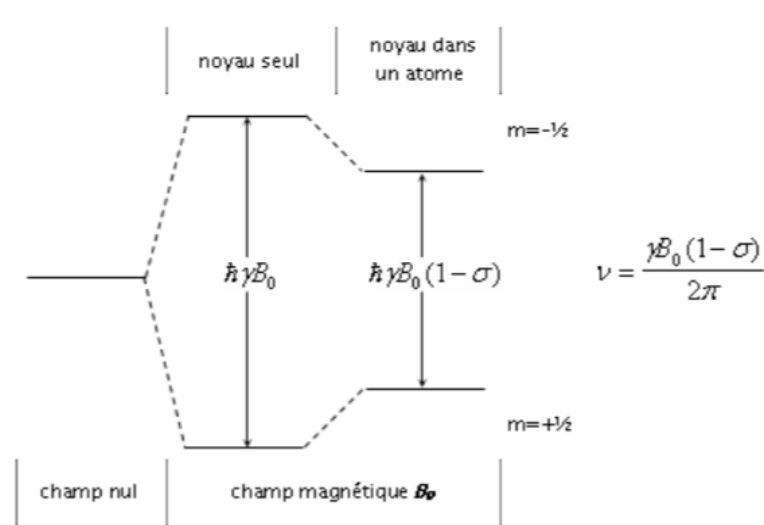 noyau seul
noyau dans
un atome
m=-½
ħγB₀
ħγB₀(1-σ)
ν = γB₀(1-σ) / 2π
m=+½
champ nul
champ magnétique B₀